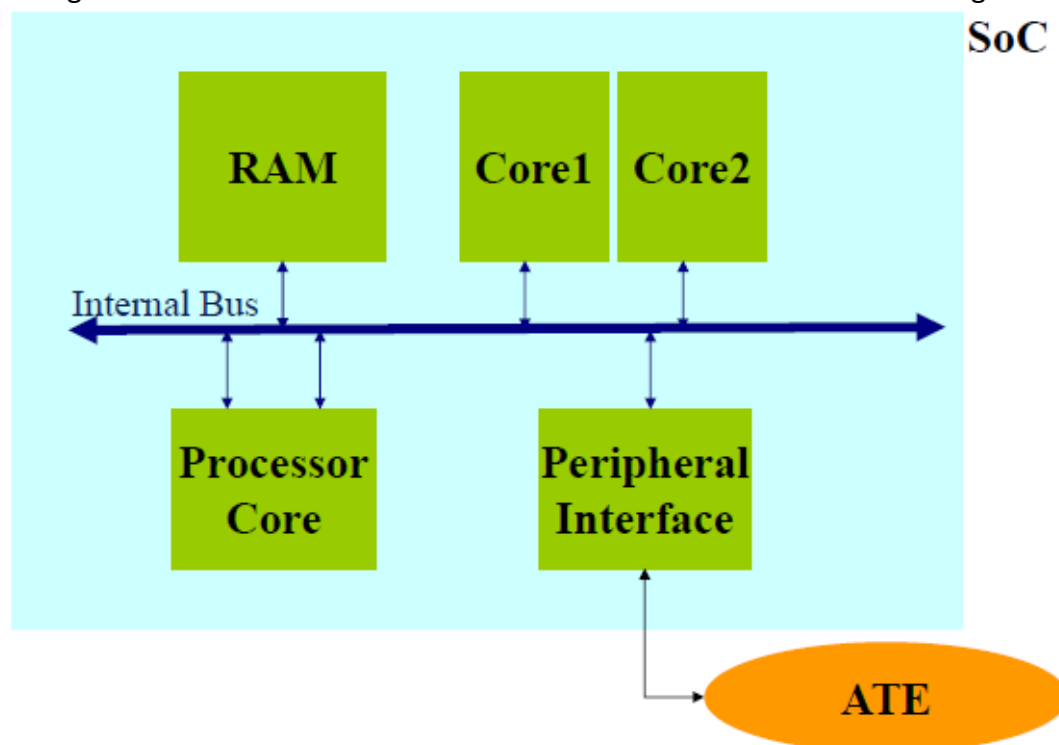 SoC
RAM
Core1
Core2
Internal Bus
Processor
Core
Peripheral
Interface
ATE